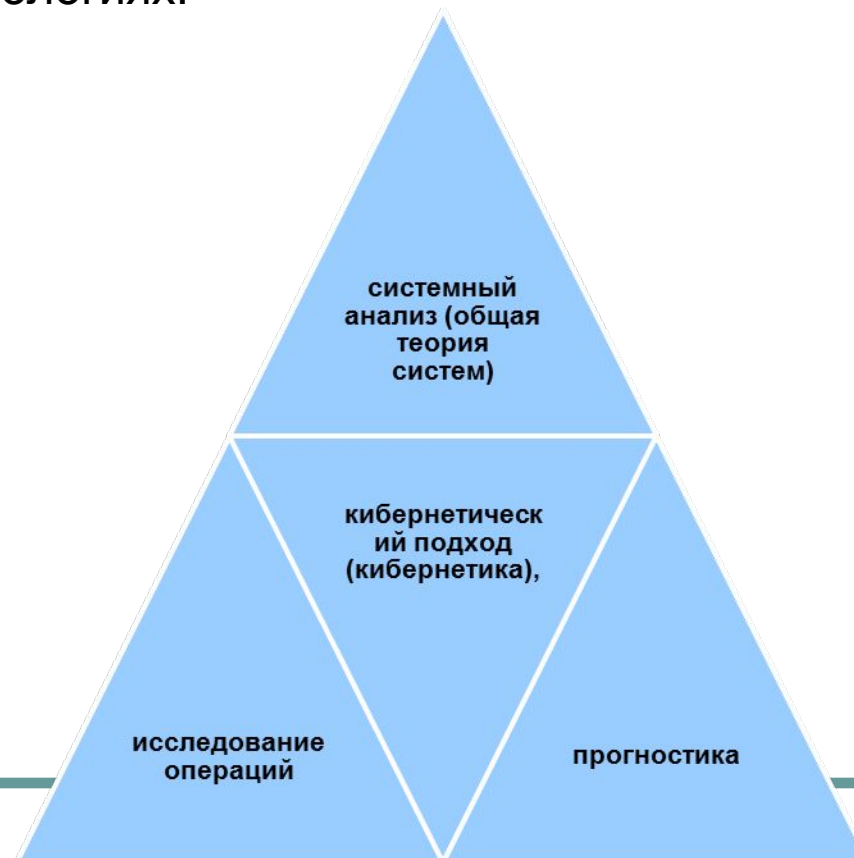 системный
анализ (общая
теория
систем)
кибернетическ
ий подход
(кибернетика),
исследование
операций
прогностика